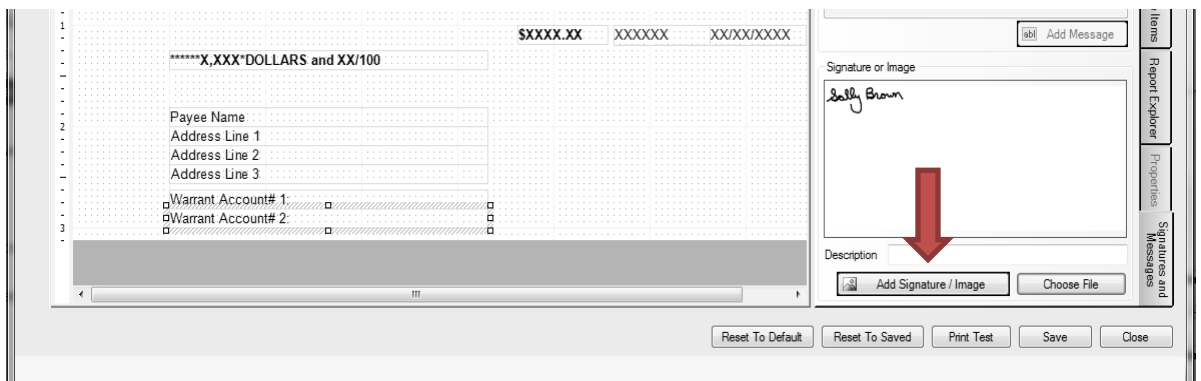 1
$XXXX.XX XXXXXX XX/XX/XXXX
******X,XXX*DOLLARS and XX/100
2
Payee Name
Address Line 1
Address Line 2
Address Line 3
Warrant Account# 1:
Warrant Account# 2:
3
abl Add Message
Signature or Image
Sally Brown
Description
Add Signature / Image
Choose File
Items
Report Explorer
Properties
Signatures and
Messages
Reset To Default
Reset To Saved
Print Test
Save
Close